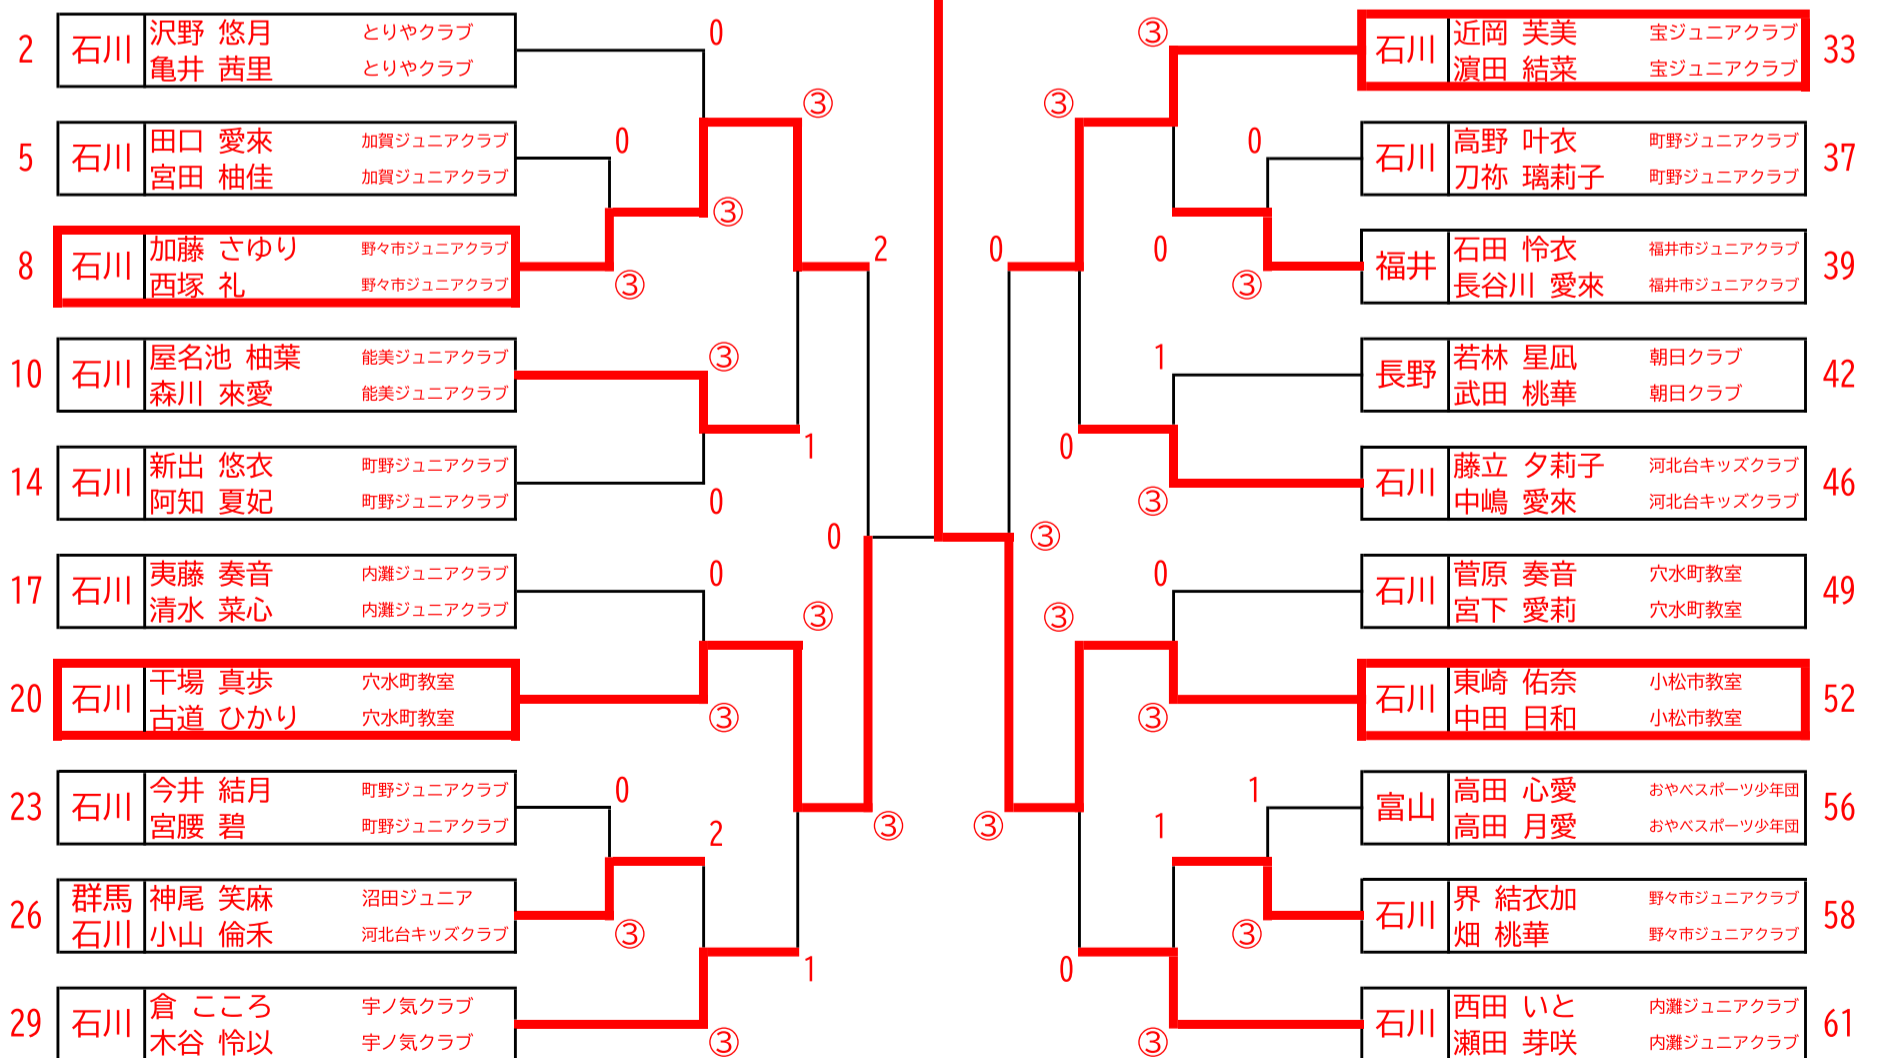 2 石川 沢野 悠月 とりやクラブ
亀井 茜里 とりやクラブ
0
5 石川 田口 愛來 加賀ジュニアクラブ
宮田 柚佳 加賀ジュニアクラブ
0
③
③
8 石川 加藤 さゆり 野々市ジュニアクラブ
西塚 礼 野々市ジュニアクラブ
③
2
10 石川 屋名池 柚葉 能美ジュニアクラブ
森川 來愛 能美ジュニアクラブ
③
1
14 石川 新出 悠衣 町野ジュニアクラブ
阿知 夏妃 町野ジュニアクラブ
0
0
17 石川 夷藤 奏音 内灘ジュニアクラブ
清水 菜心 内灘ジュニアクラブ
0
③
20 石川 干場 真歩 穴水町教室
古道 ひかり 穴水町教室
③
③
23 石川 今井 結月 町野ジュニアクラブ
宮腰 碧 町野ジュニアクラブ
0
2
26 群馬 神尾 笑麻 沼田ジュニア
石川 小山 倫禾 河北台キッズクラブ
③
1
29 石川 倉 こころ 宇ノ気クラブ
木谷 怜以 宇ノ気クラブ
③
③
石川 近岡 芙美 宝ジュニアクラブ 33
濵田 結菜 宝ジュニアクラブ
③
0
石川 高野 叶衣 町野ジュニアクラブ 37
刀祢 璃莉子 町野ジュニアクラブ
0
0
福井 石田 怜衣 福井市ジュニアクラブ 39
長谷川 愛來 福井市ジュニアクラブ
③
1
長野 若林 星凪 朝日クラブ 42
武田 桃華 朝日クラブ
0
石川 藤立 夕莉子 河北台キッズクラブ 46
中嶋 愛來 河北台キッズクラブ
③
③
0
石川 菅原 奏音 穴水町教室 49
宮下 愛莉 穴水町教室
③
石川 東崎 佑奈 小松市教室 52
中田 日和 小松市教室
③
③
1
富山 高田 心愛 おやべスポーツ少年団 56
高田 月愛 おやべスポーツ少年団
1
石川 界 結衣加 野々市ジュニアクラブ 58
畑 桃華 野々市ジュニアクラブ
③
0
石川 西田 いと 内灘ジュニアクラブ 61
瀬田 芽咲 内灘ジュニアクラブ
③